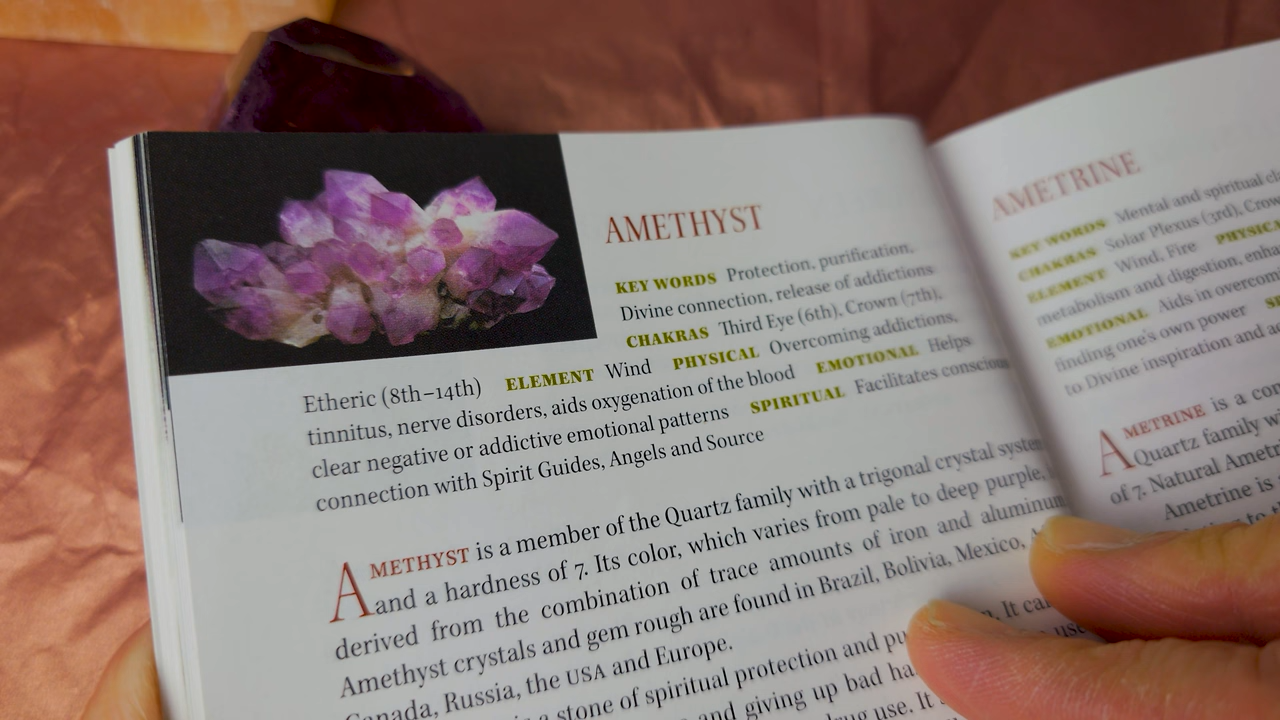 AMETHYST
KEY WORDS Protection, purification,
Divine connection, release of addictions
CHAKRAS Third Eye (6th), Crown (7th),
Etheric (8th–14th) ELEMENT Wind PHYSICAL Overcoming addictions,
tinnitus, nerve disorders, aids oxygenation of the blood EMOTIONAL Helps
clear negative or addictive emotional patterns SPIRITUAL Facilitates conscious
connection with Spirit Guides, Angels and Source
AMETHYST is a member of the Quartz family with a trigonal crystal system
and a hardness of 7. Its color, which varies from pale to deep purple, is
derived from the combination of trace amounts of iron and aluminum.
Amethyst crystals and gem rough are found in Brazil, Bolivia, Mexico,
Canada, Russia, the USA and Europe.
a stone of spiritual protection and
and giving up bad
drug use. It
It
use
AMETRINE
KEY WORDS Mental and spiritual
CHAKRAS Solar Plexus (3rd), Crown
ELEMENT Wind, Fire PHYSICAL
metabolism and digestion,
EMOTIONAL Aids in
finding one's own power
to Divine inspiration and
AMETRINE is a
Quartz family
of 7. Natural
Ametrine is